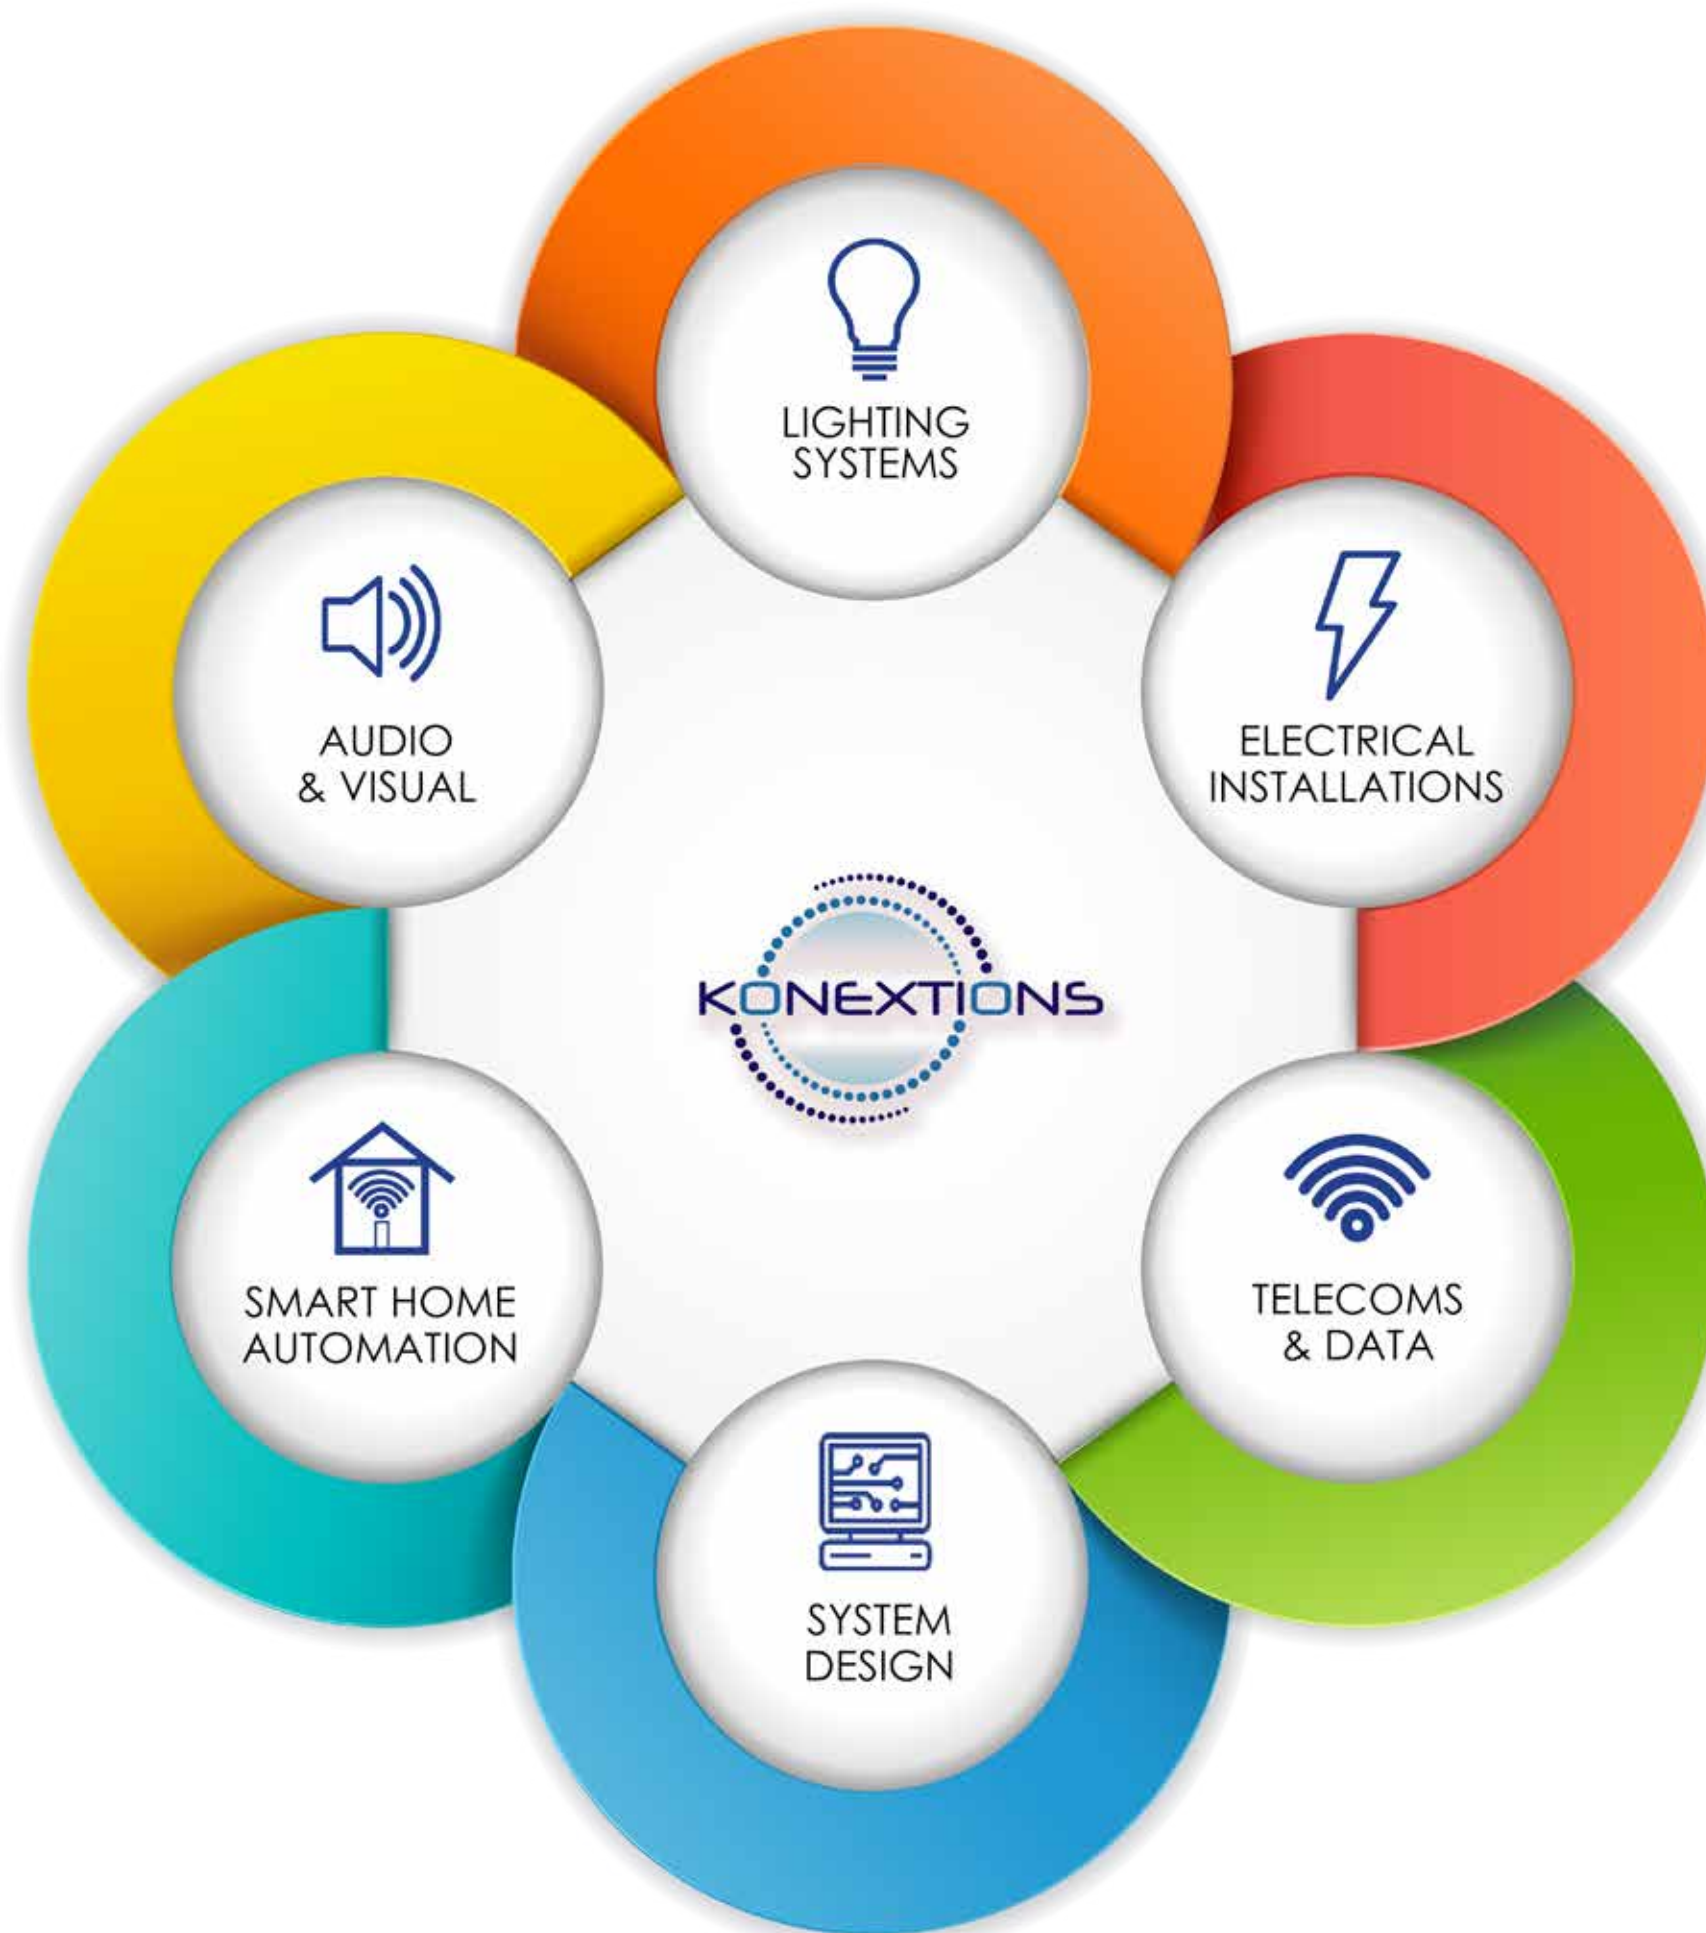 LIGHTING
SYSTEMS
ELECTRICAL
INSTALLATIONS
TELECOMS
& DATA
SYSTEM
DESIGN
SMART HOME
AUTOMATION
AUDIO
& VISUAL
KONEXTIONS